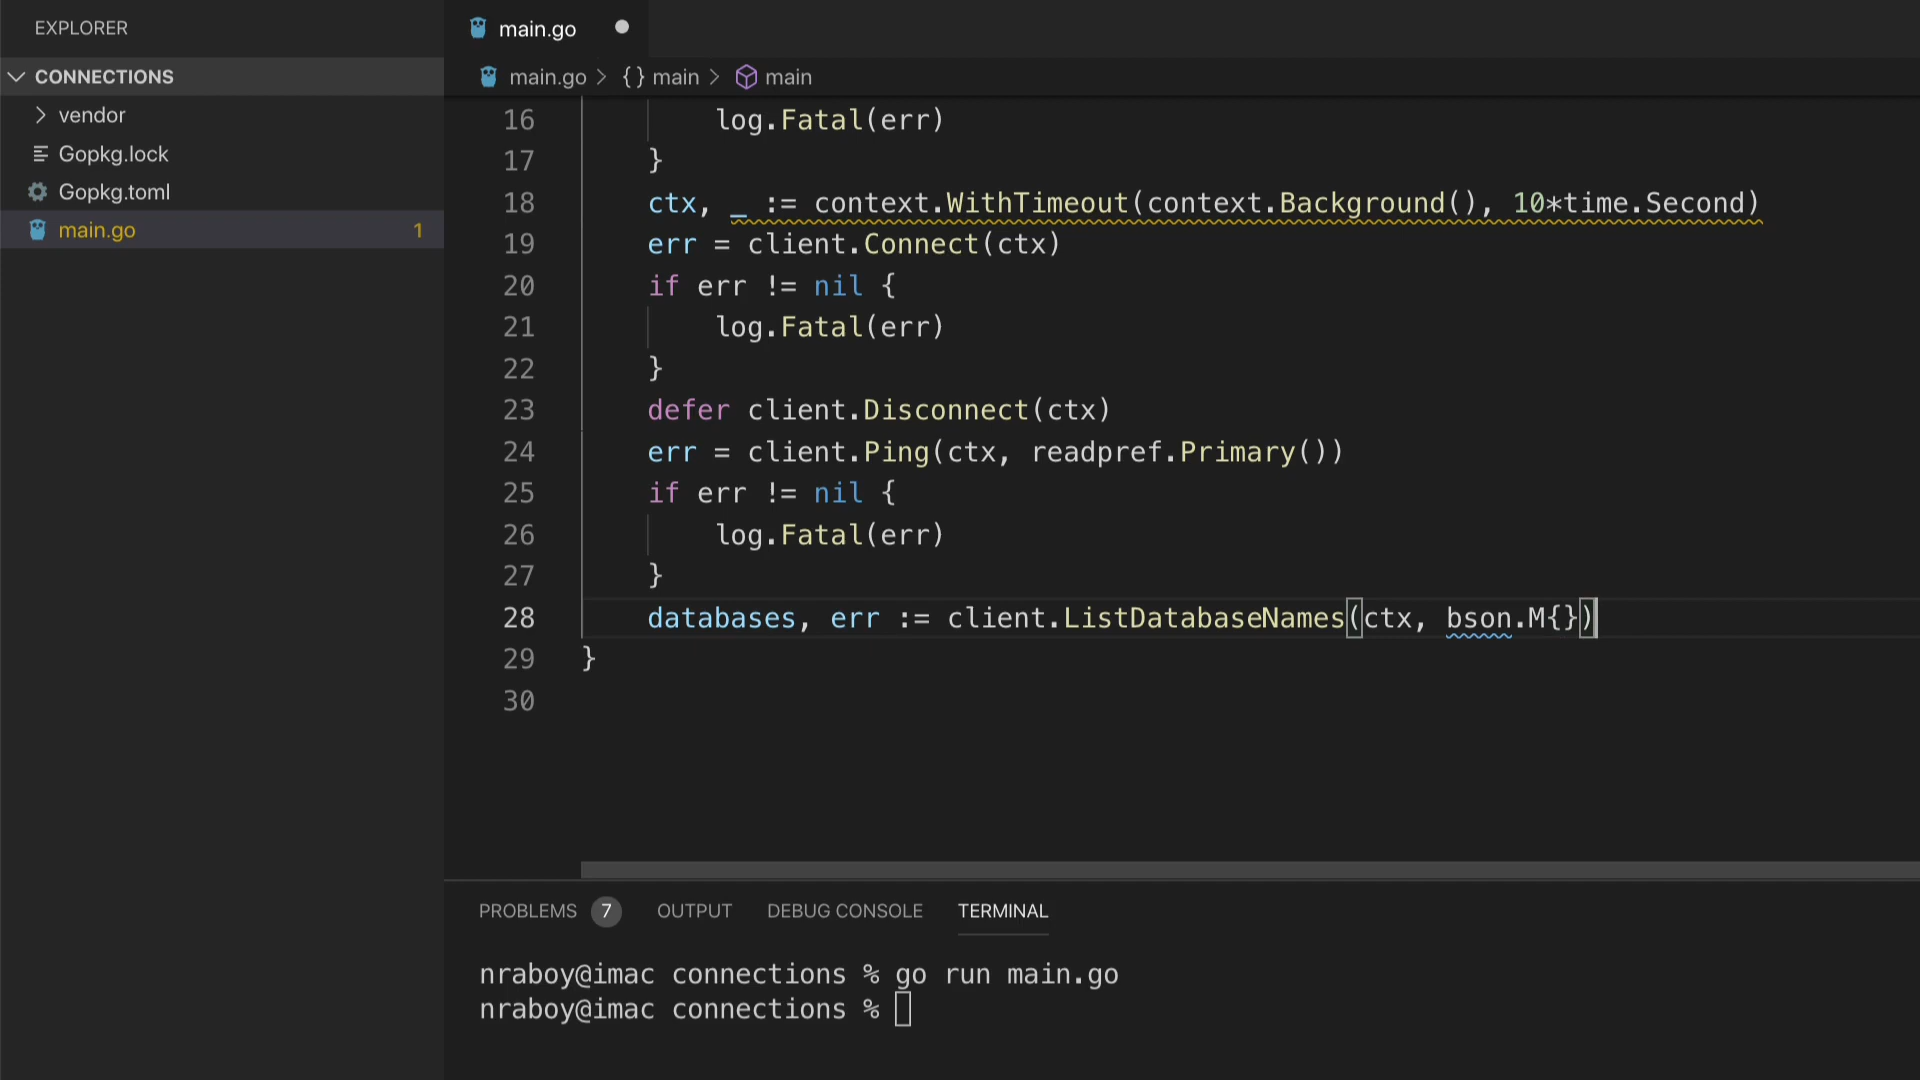 EXPLORER
CONNECTIONS
vendor
Gopkg.lock
Gopkg.toml
main.go 1
main.go
main.go > {} main > main
16 log.Fatal(err)
17 }
18 ctx, _ := context.WithTimeout(context.Background(), 10*time.Second)
19 err = client.Connect(ctx)
20 if err != nil {
21 log.Fatal(err)
22 }
23 defer client.Disconnect(ctx)
24 err = client.Ping(ctx, readpref.Primary())
25 if err != nil {
26 log.Fatal(err)
27 }
28 databases, err := client.ListDatabaseNames(ctx, bson.M{})
29 }
30
PROBLEMS 7 OUTPUT DEBUG CONSOLE TERMINAL
nraboy@imac connections % go run main.go
nraboy@imac connections %